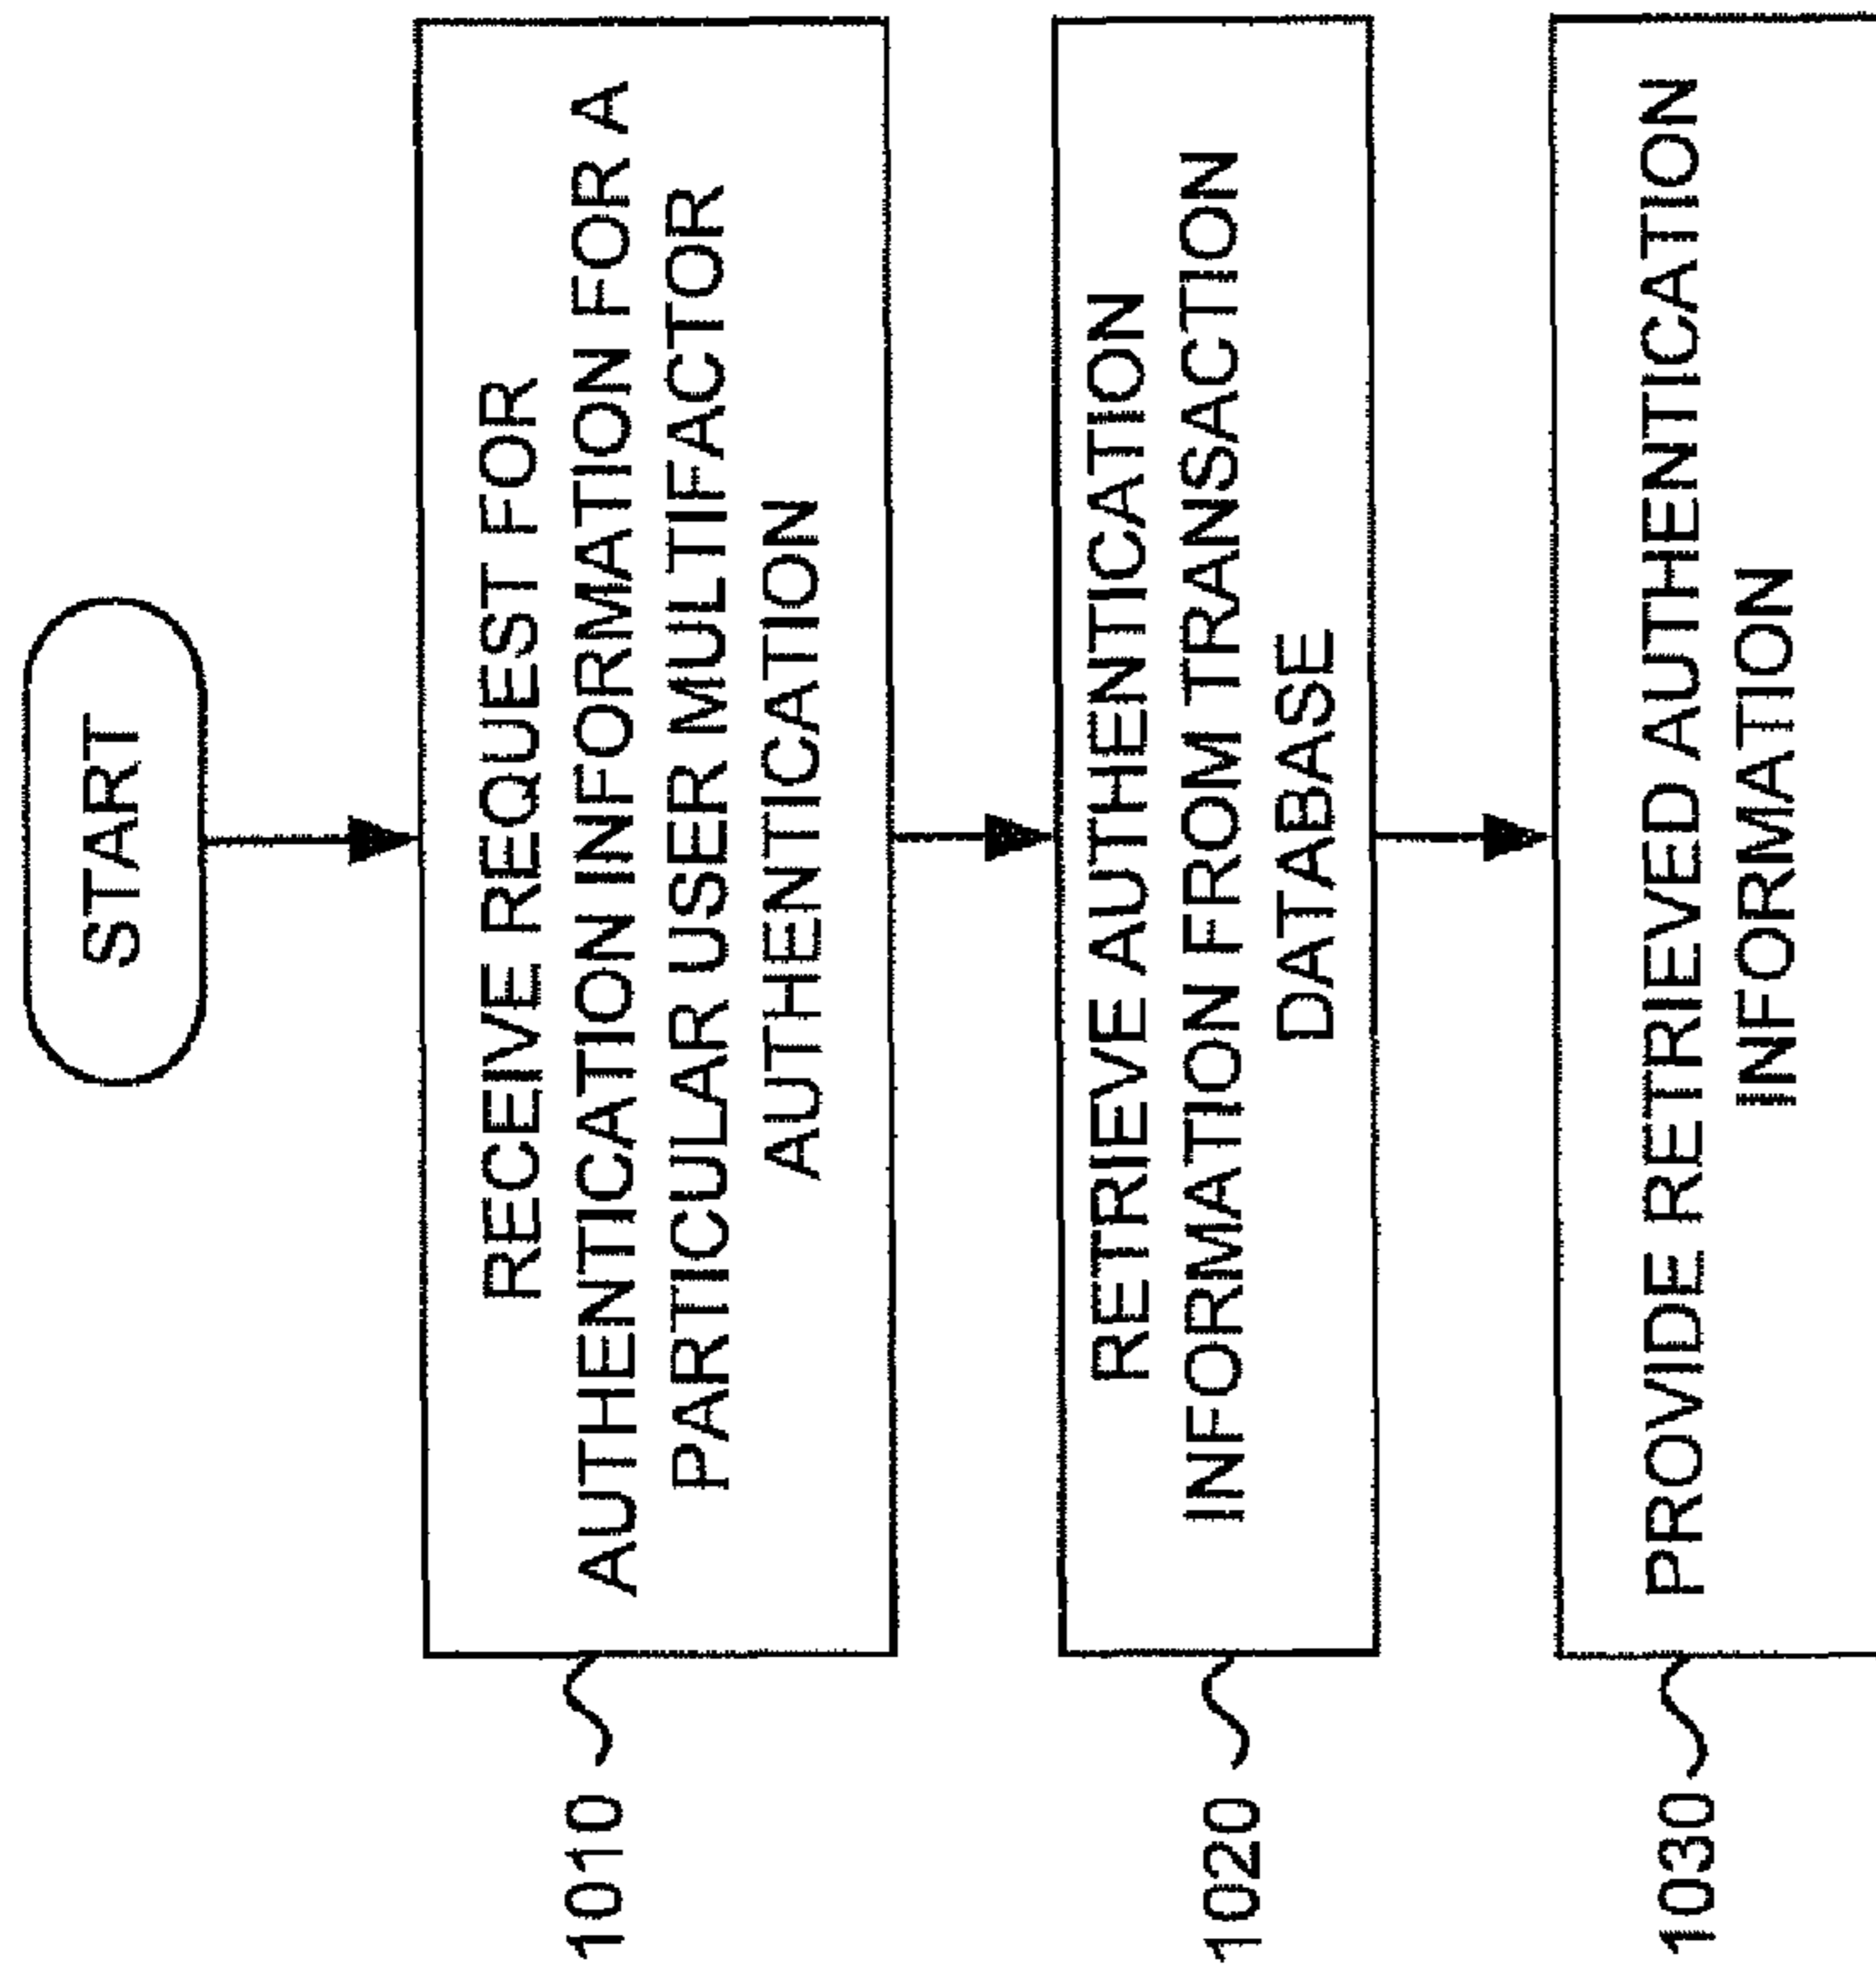 START
RECEIVE REQUEST FOR
AUTHENTICATION INFORMATION FOR A
PARTICULAR USER MULTIFACTOR
AUTHENTICATION
1010
RETRIEVE AUTHENTICATION
INFORMATION FROM TRANSACTION
DATABASE
1020
PROVIDE RETRIEVED AUTHENTICATION
INFORMATION
1030